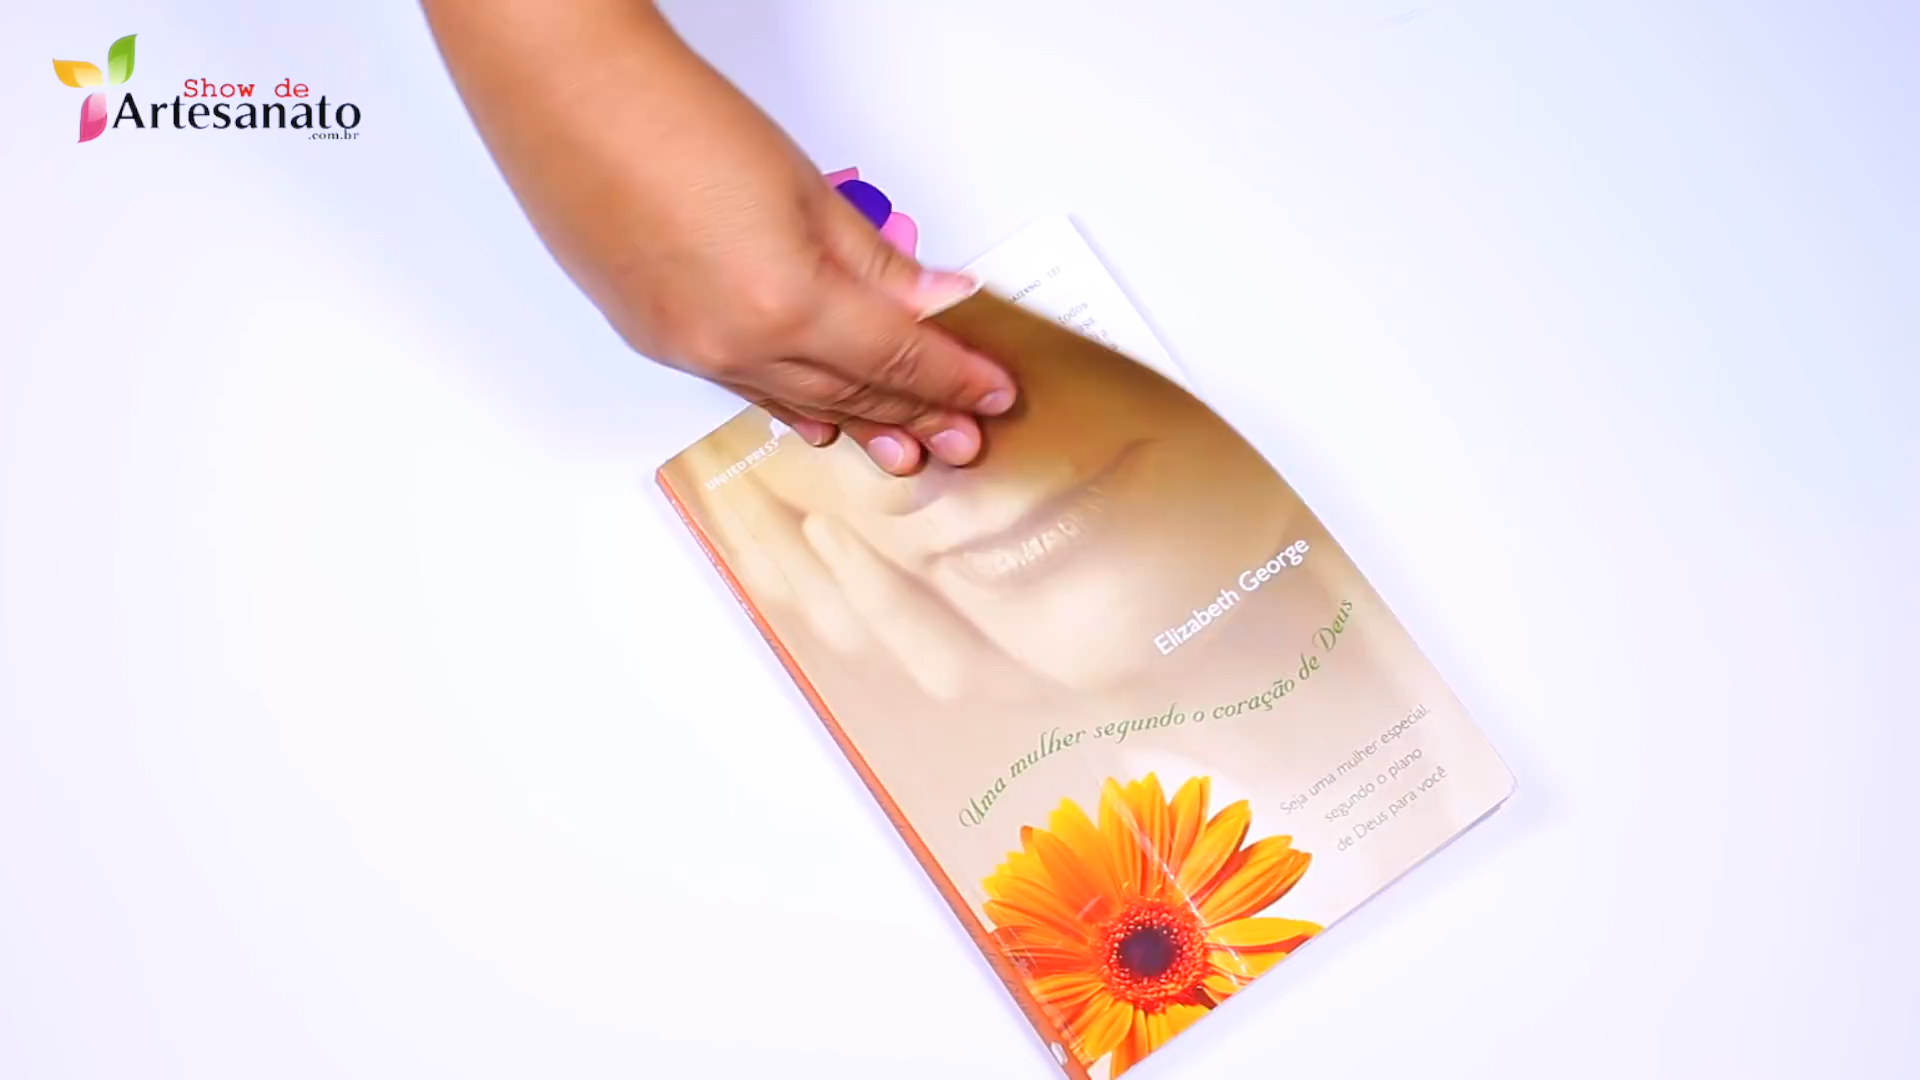 Show de
Artesanato
.com.br
todos
UNITED PRESS
Elizabeth George
Uma mulher segundo o coração de Deus
Seja uma mulher especial,
segundo o plano
de Deus para você